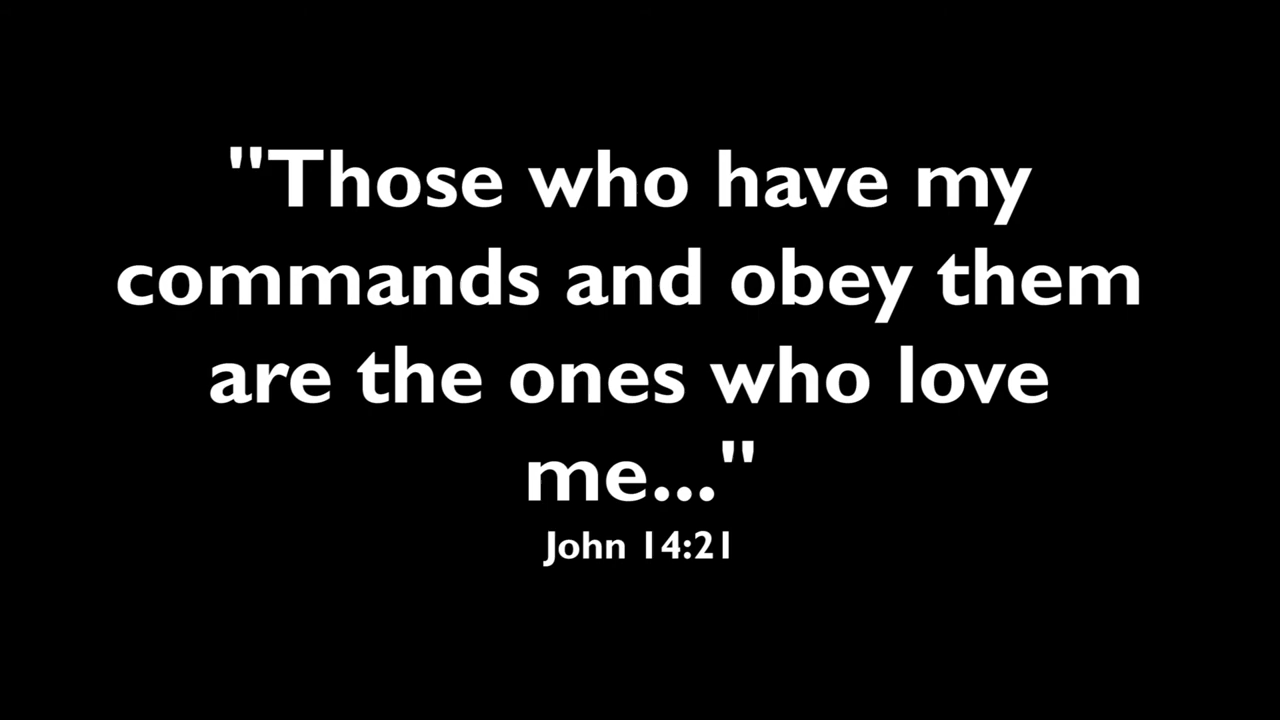 "Those who have my
commands and obey them
are the ones who love
me..."
John 14:21